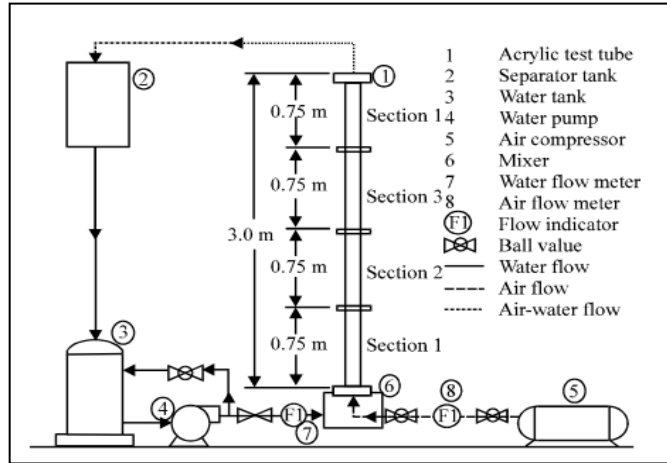 1
2
0.75 m
Section 1
0.75 m
Section 3
3.0 m
0.75 m
Section 2
0.75 m
Section 1
3
4
F1
7
6
8
F1
5
1 Acrylic test tube
2 Separator tank
3 Water tank
4 Water pump
5 Air compressor
6 Mixer
7 Water flow meter
8 Air flow meter
F1 Flow indicator
Ball value
Water flow
Air flow
Air-water flow